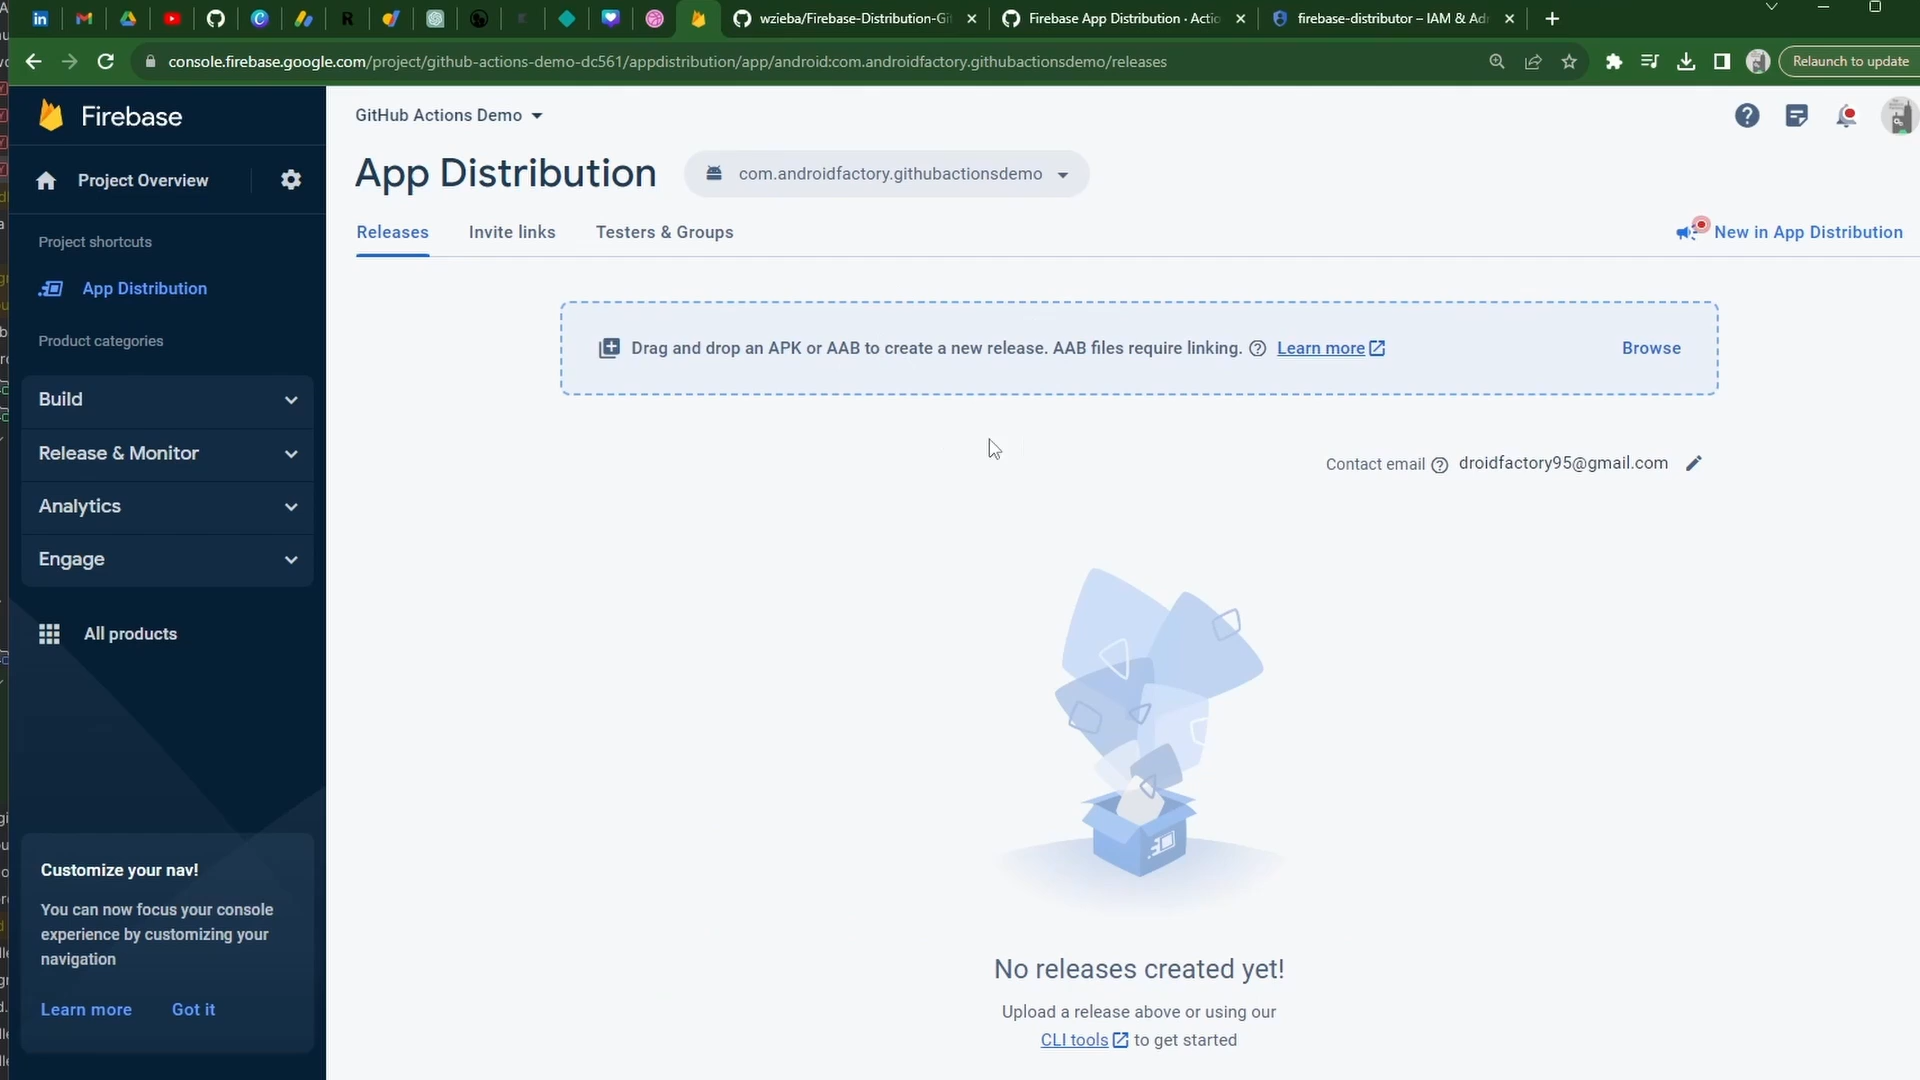 wzieba/Firebase-Distribution-Gi
Firebase App Distribution · Actio
firebase-distributor – IAM & Ad
console.firebase.google.com/project/github-actions-demo-dc561/appdistribution/app/android:com.androidfactory.githubactionsdemo/releases
Relaunch to update
Firebase
GitHub Actions Demo
Project Overview
App Distribution
com.androidfactory.githubactionsdemo
Releases
Invite links
Testers & Groups
New in App Distribution
Project shortcuts
App Distribution
Product categories
Build
Release & Monitor
Analytics
Engage
All products
Drag and drop an APK or AAB to create a new release. AAB files require linking.
Learn more
Browse
Contact email
droidfactory95@gmail.com
No releases created yet!
Upload a release above or using our
CLI tools to get started
Customize your nav!
You can now focus your console
experience by customizing your
navigation
Learn more
Got it